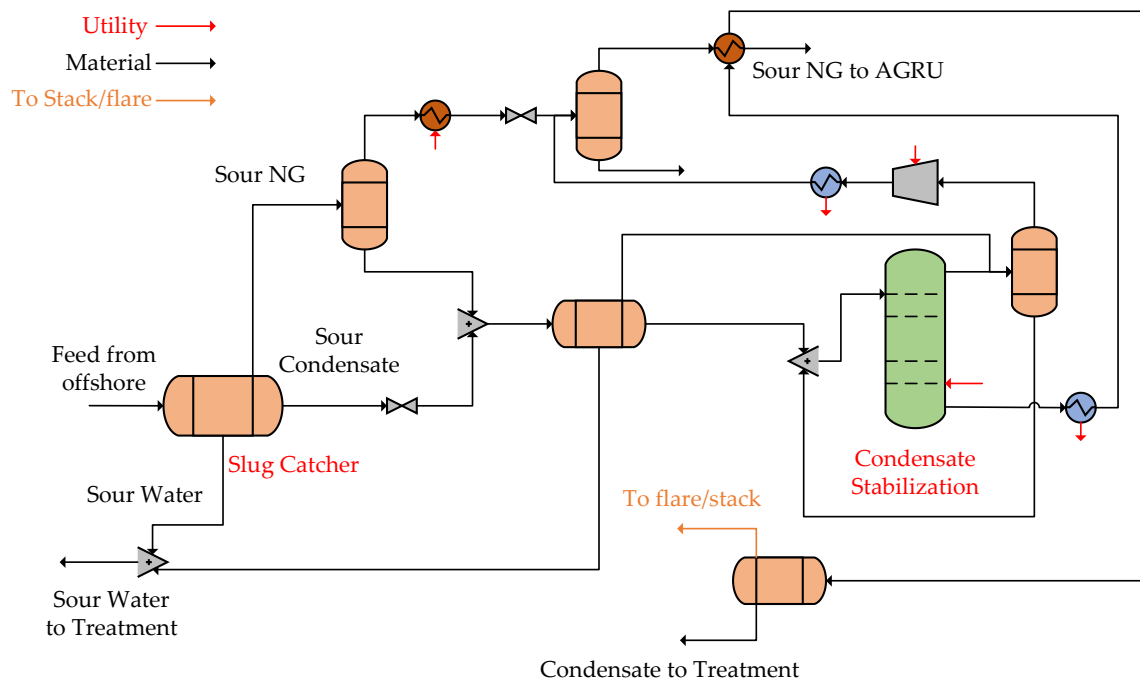 Utility
Material
To Stack/flare
Sour NG to AGRU
Sour NG
Feed from
offshore
Sour
Condensate
Slug Catcher
Condensate
Stabilization
Sour Water
To flare/stack
Sour Water
to Treatment
Condensate to Treatment